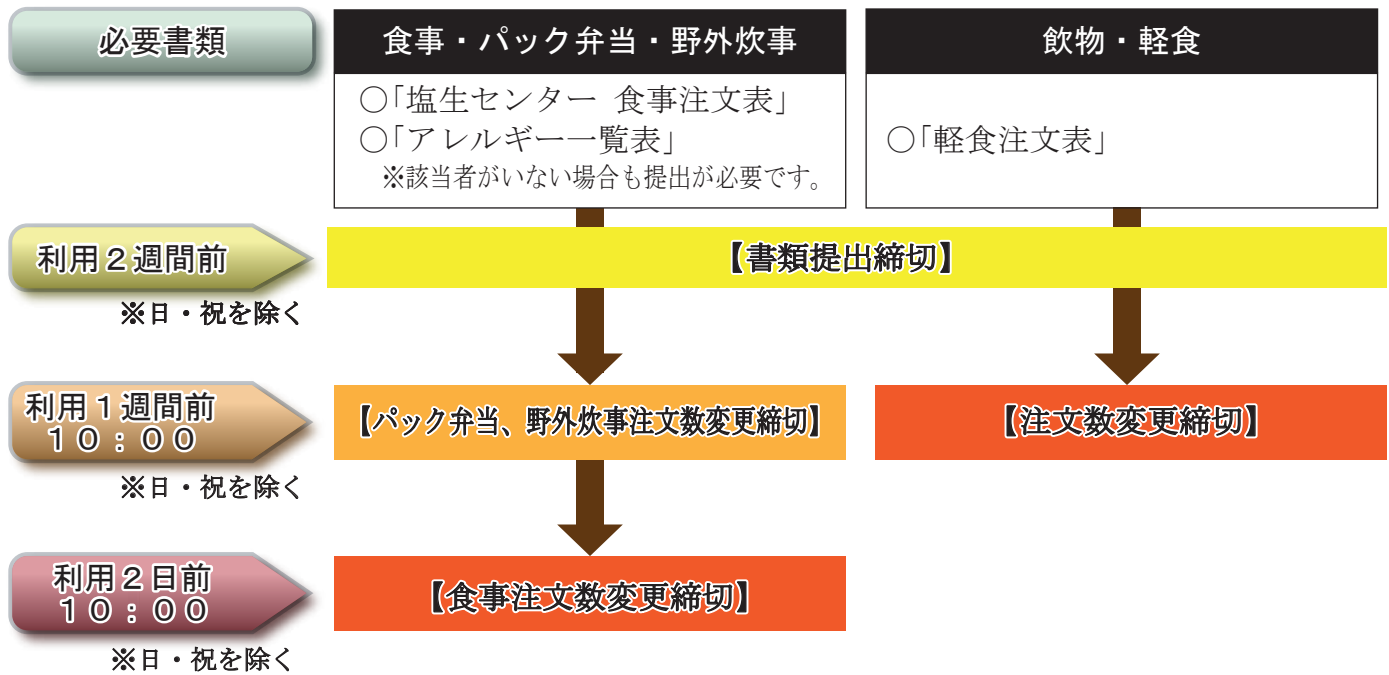 必要書類
食事・パック弁当・野外炊事
飲物・軽食
○「塩生センター 食事注文表」
○「アレルギー一覧表」
※該当者がいない場合も提出が必要です。
○「軽食注文表」
利用２週間前
【書類提出締切】
※日・祝を除く
利用１週間前
１０：００
【パック弁当、野外炊事注文数変更締切】
【注文数変更締切】
※日・祝を除く
利用２日前
１０：００
【食事注文数変更締切】
※日・祝を除く